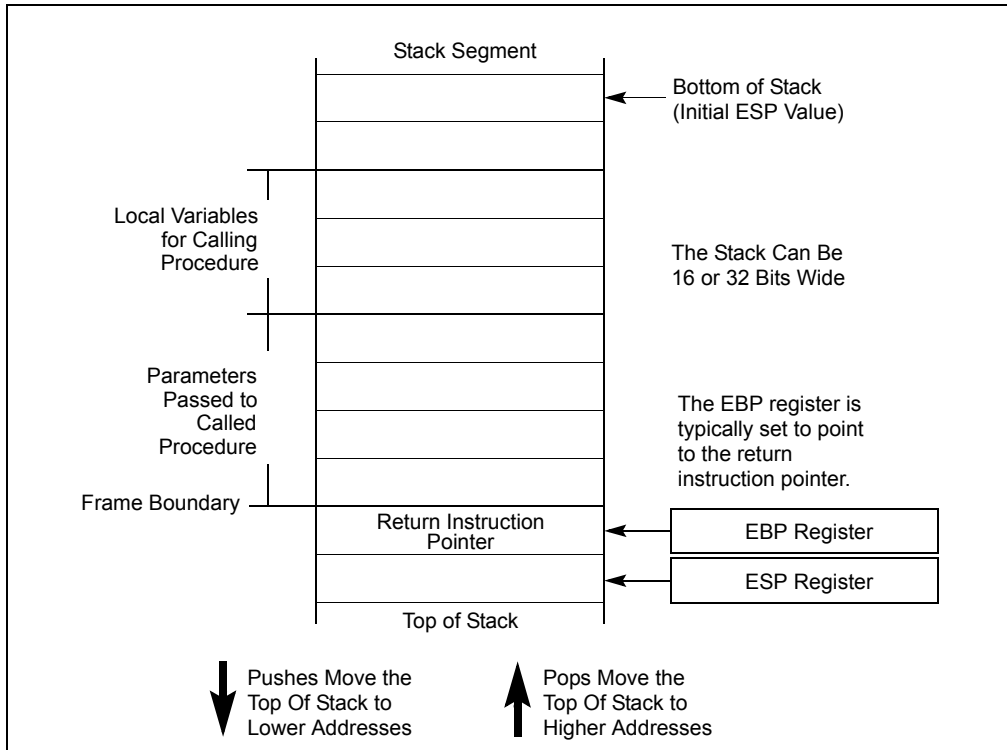 Stack Segment
Bottom of Stack
(Initial ESP Value)
Local Variables
for Calling
Procedure
The Stack Can Be
16 or 32 Bits Wide
Parameters
Passed to
Called
Procedure
The EBP register is
typically set to point
to the return
instruction pointer.
Frame Boundary
Return Instruction
Pointer
EBP Register
ESP Register
Top of Stack
Pushes Move the
Top Of Stack to
Lower Addresses
Pops Move the
Top Of Stack to
Higher Addresses